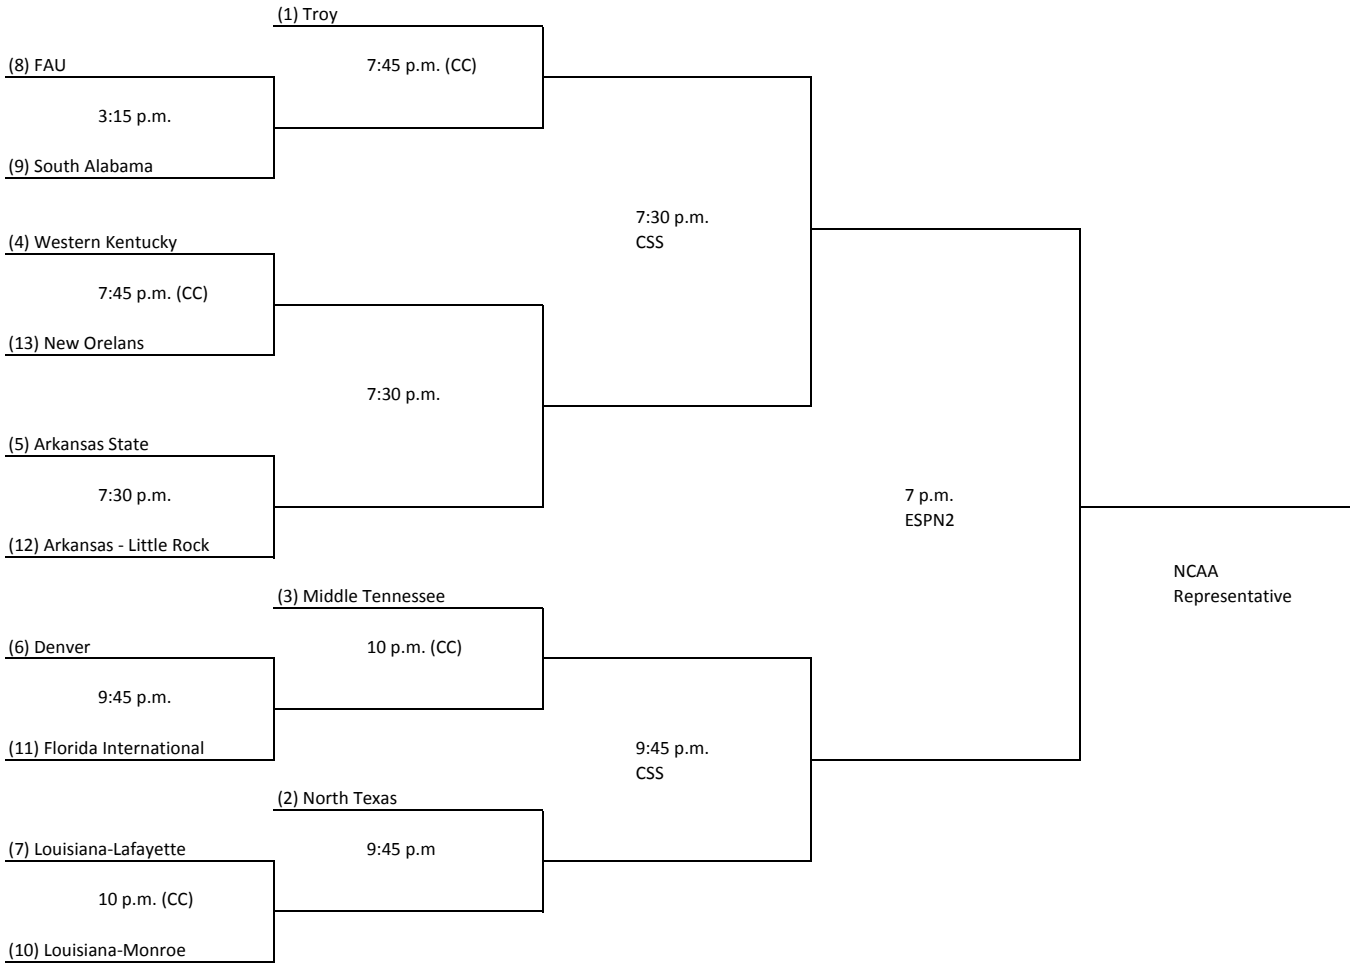 (1) Troy
(8) FAU
7:45 p.m. (CC)
3:15 p.m.
(9) South Alabama
7:30 p.m.
CSS
(4) Western Kentucky
7:45 p.m. (CC)
(13) New Orelans
7:30 p.m.
(5) Arkansas State
7:30 p.m.
7 p.m.
ESPN2
(12) Arkansas - Little Rock
NCAA
Representative
(3) Middle Tennessee
(6) Denver
10 p.m. (CC)
9:45 p.m.
(11) Florida International
9:45 p.m.
CSS
(2) North Texas
(7) Louisiana-Lafayette
9:45 p.m
10 p.m. (CC)
(10) Louisiana-Monroe